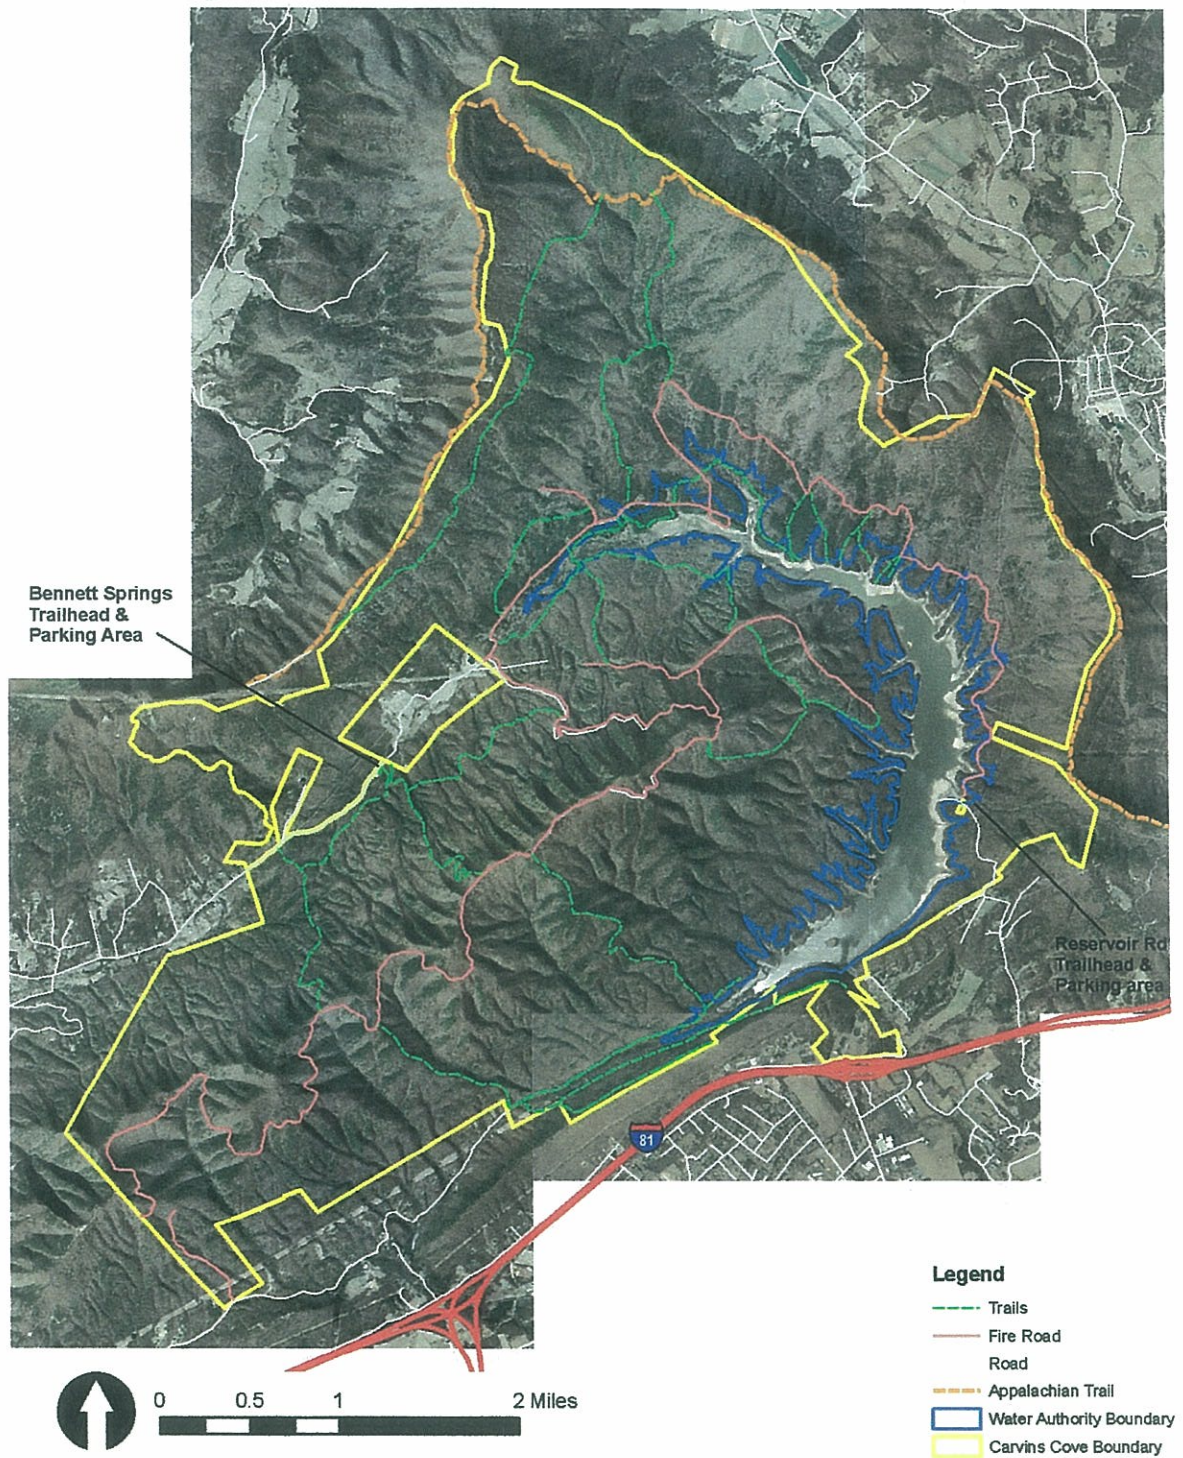 Bennett Springs
Trailhead &
Parking Area
Reservoir Rd
Trailhead &
Parking area
81
Legend
Trails
Fire Road
Road
Appalachian Trail
Water Authority Boundary
Carvins Cove Boundary
0 0.5 1 2 Miles